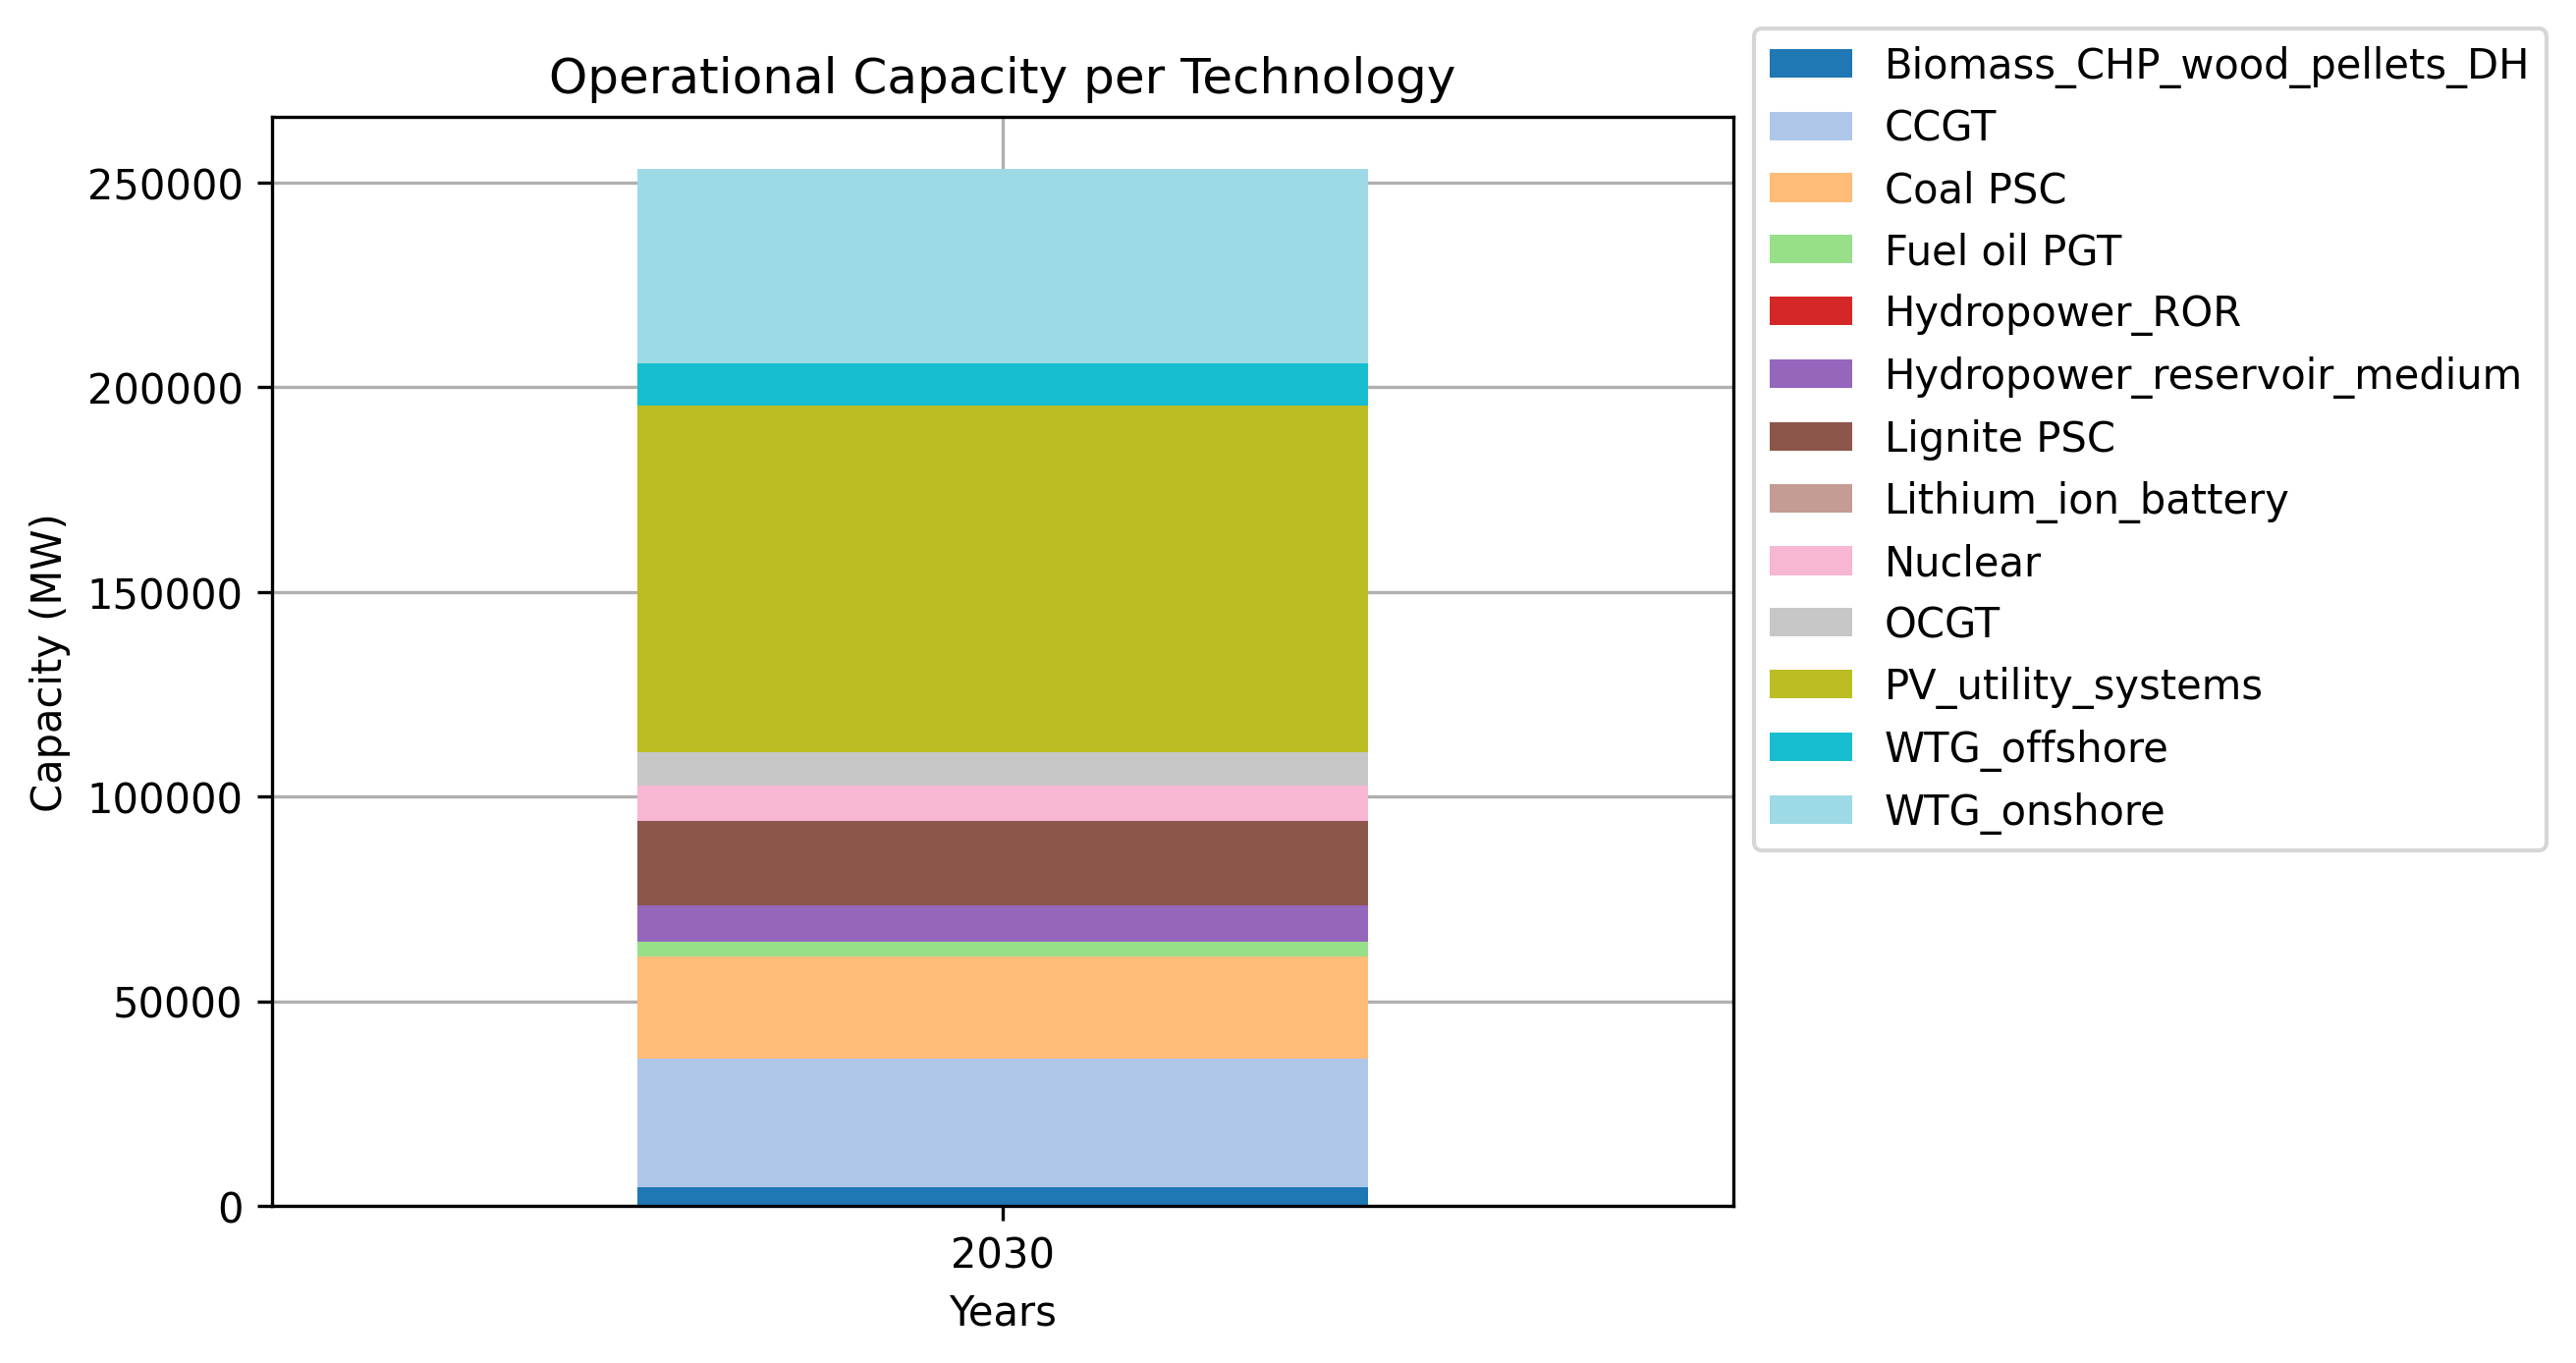 Operational Capacity per Technology
Capacity (MW)
250000
200000
150000
100000
50000
0
2030
Years
Biomass_CHP_wood_pellets_DH
CCGT
Coal PSC
Fuel oil PGT
Hydropower_ROR
Hydropower_reservoir_medium
Lignite PSC
Lithium_ion_battery
Nuclear
OCGT
PV_utility_systems
WTG_offshore
WTG_onshore